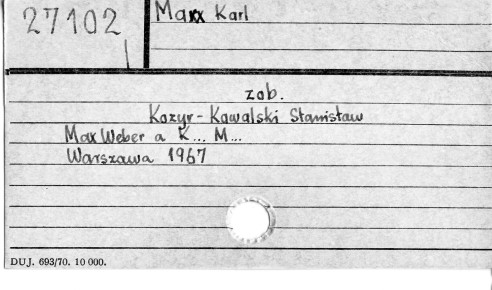 27102
Marx Karl
zob.
Kozyr-Kowalski Stanisław
Max Weber a K... M...
Warszawa 1967
DUJ. 693/70. 10 000.